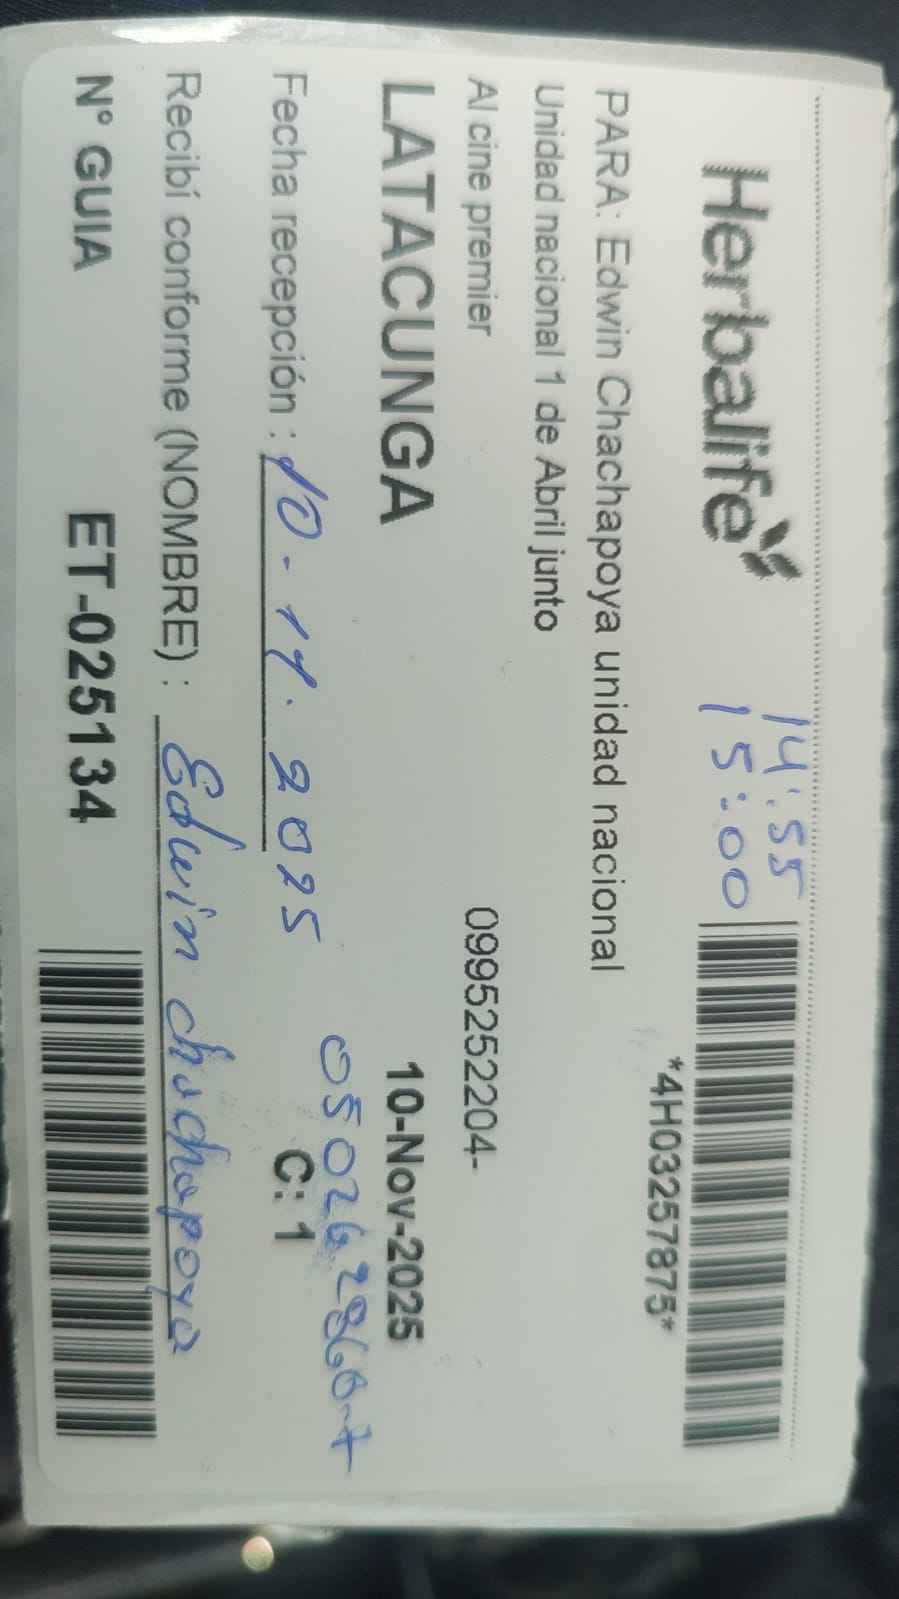 Herbalife
14:55
15:00
*4H03257875*
PARA: Edwin Chachapoya unidad nacional
Unidad nacional 1 de Abril junto
Al cine premier
0995252204-
LATACUNGA
10-Nov-2025
Fecha recepción : 10-11-2025
C: 1
Recibí conforme (NOMBRE) : Edwin chachapoya
N° GUIA
ET-025134